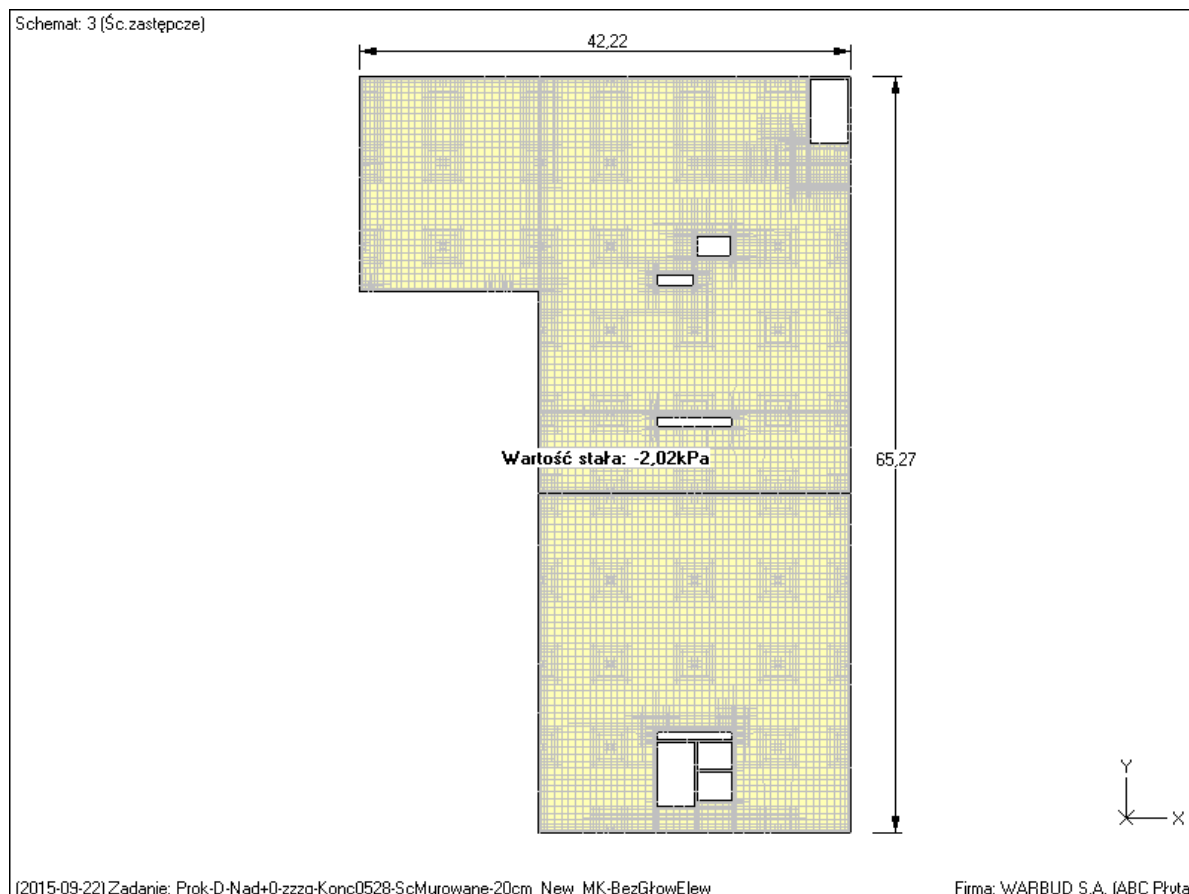 Schemat: 3 (Śc.zastępcze)
42,22
Wartość stała: -2,02kPa
65,27
Y
X
(2015-09-22) Zadanie: Prok-D-Nad+0-zzzg-Konc0528-ScMurowane-20cm_New_MK-BezGłowElew
Firma: WARBUD S.A. (ABC Płyta